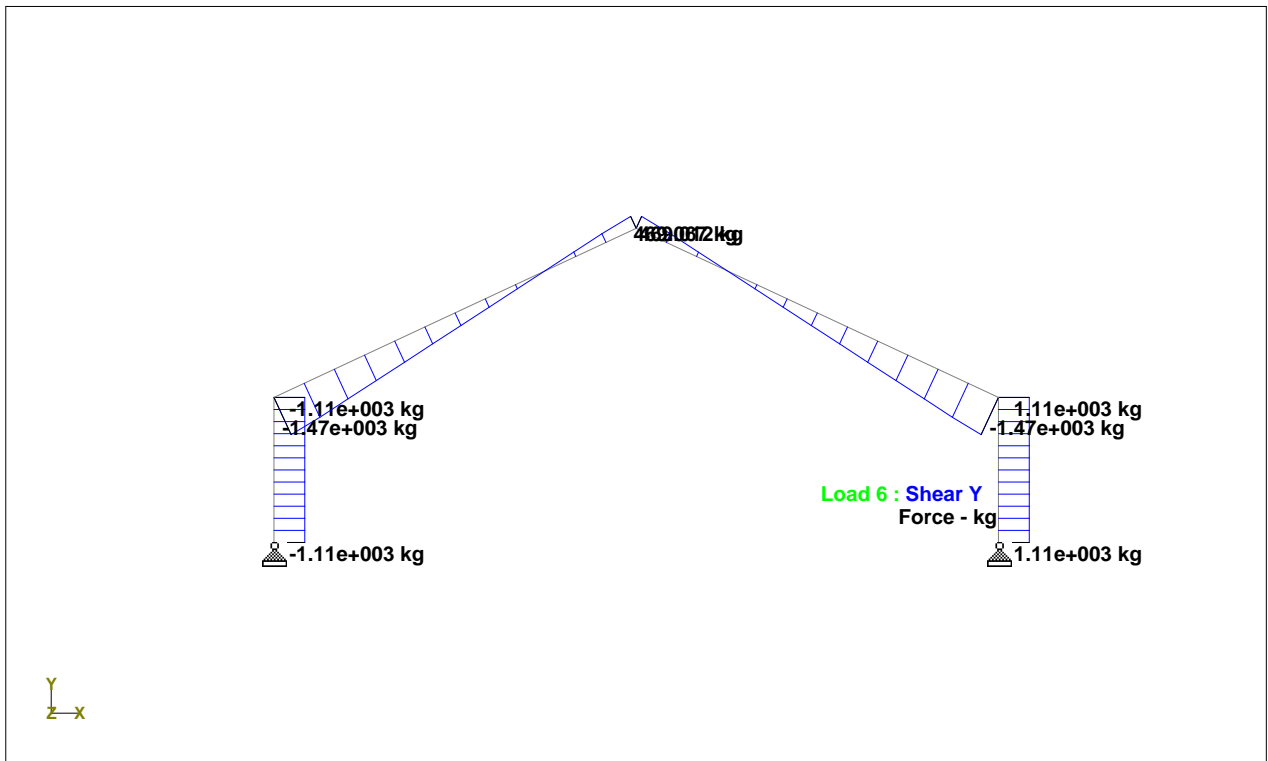 -1.11e+003 kg
-1.47e+003 kg
1.11e+003 kg
-1.47e+003 kg
Load 6 : Shear Y
Force - kg
-1.11e+003 kg
1.11e+003 kg
Y
Z X